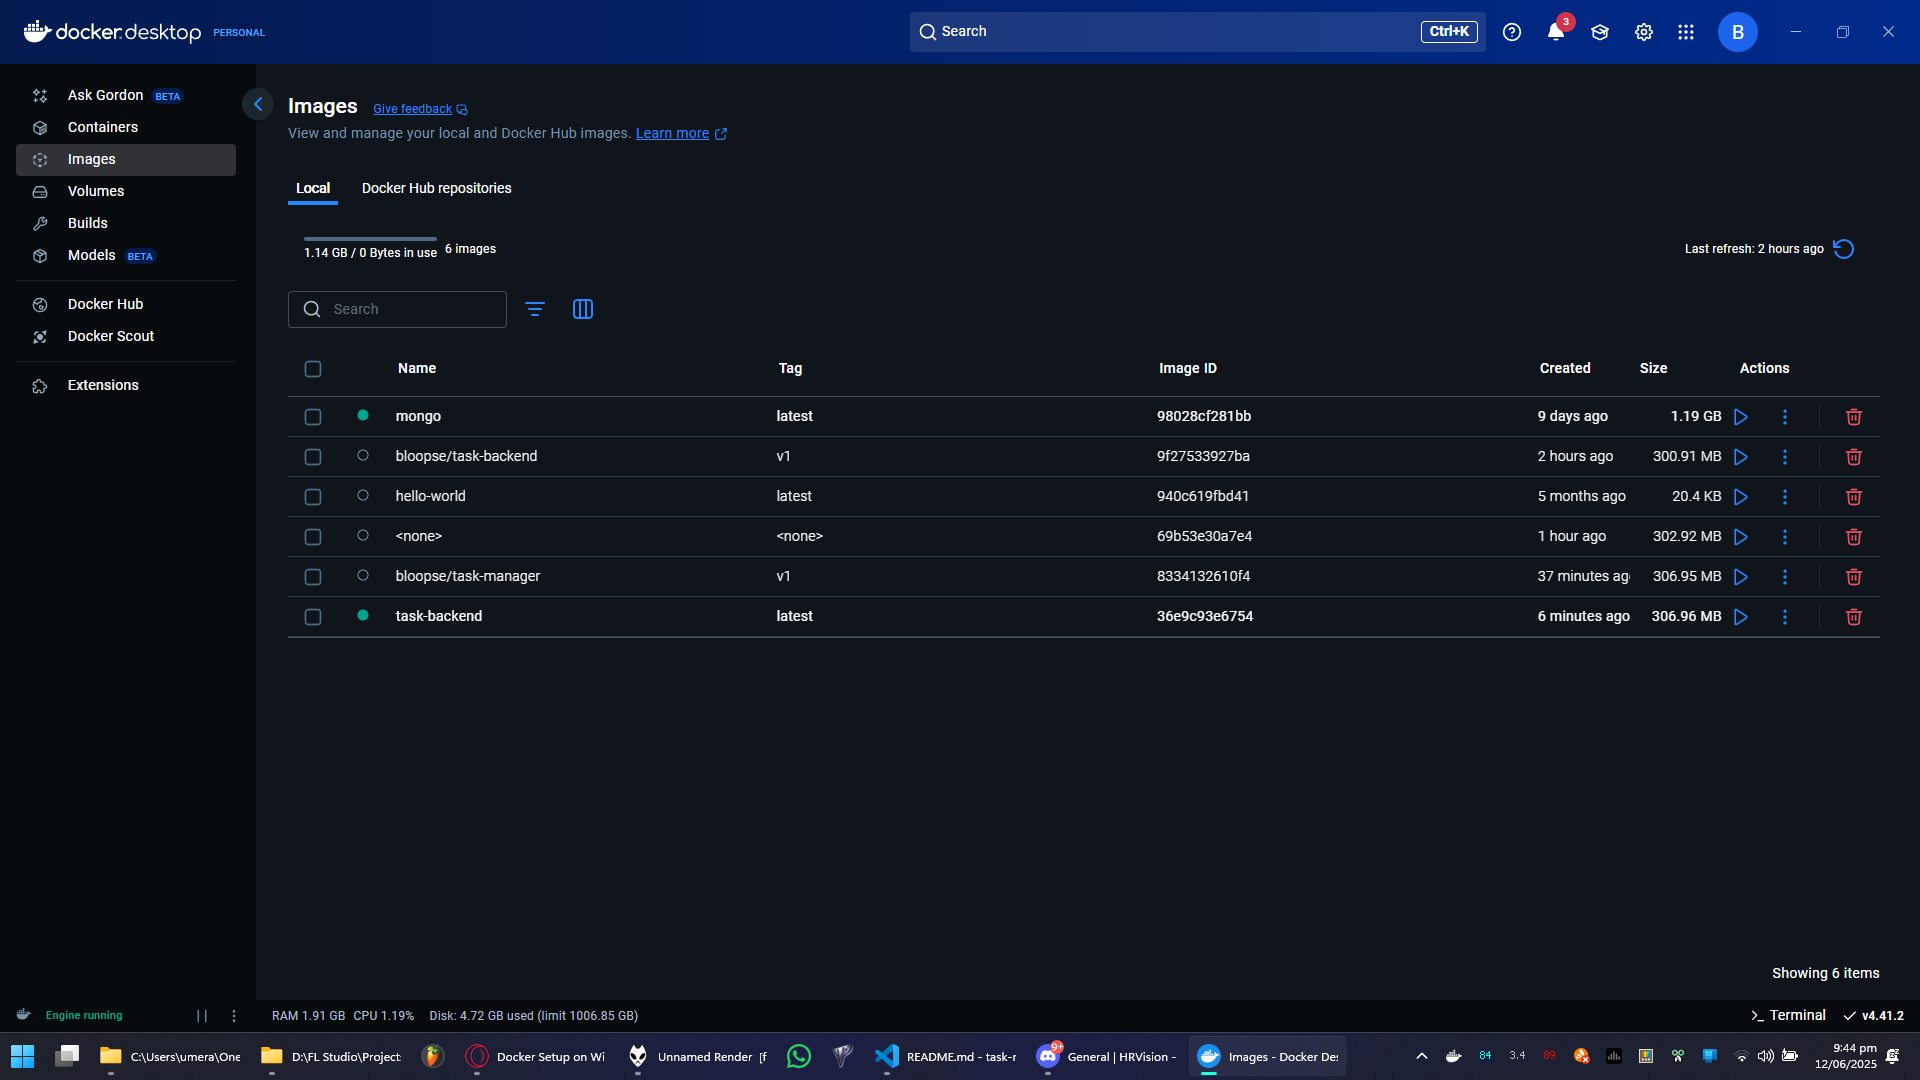 docker.desktop PERSONAL
Search Ctrl+K
3
B
Ask Gordon BETA
Containers
Images
Volumes
Builds
Models BETA
Docker Hub
Docker Scout
Extensions
Images Give feedback
View and manage your local and Docker Hub images. Learn more
Local Docker Hub repositories
1.14 GB / 0 Bytes in use 6 images
Last refresh: 2 hours ago
Search
Name Tag Image ID Created Size Actions
mongo latest 98028cf281bb 9 days ago 1.19 GB
bloopse/task-backend v1 9f27533927ba 2 hours ago 300.91 MB
hello-world latest 940c619fbd41 5 months ago 20.4 KB
<none> <none> 69b53e30a7e4 1 hour ago 302.92 MB
bloopse/task-manager v1 8334132610f4 37 minutes ag 306.95 MB
task-backend latest 36e9c93e6754 6 minutes ago 306.96 MB
Showing 6 items
Engine running
RAM 1.91 GB CPU 1.19% Disk: 4.72 GB used (limit 1006.85 GB)
>_ Terminal v4.41.2
C:\Users\umera\One D:\FL Studio\Project: Docker Setup on Wi Unnamed Render [f README.md - task-r 9+ General | HRVision - Images - Docker Des 84 3.4 89 9:44 pm
12/06/2025